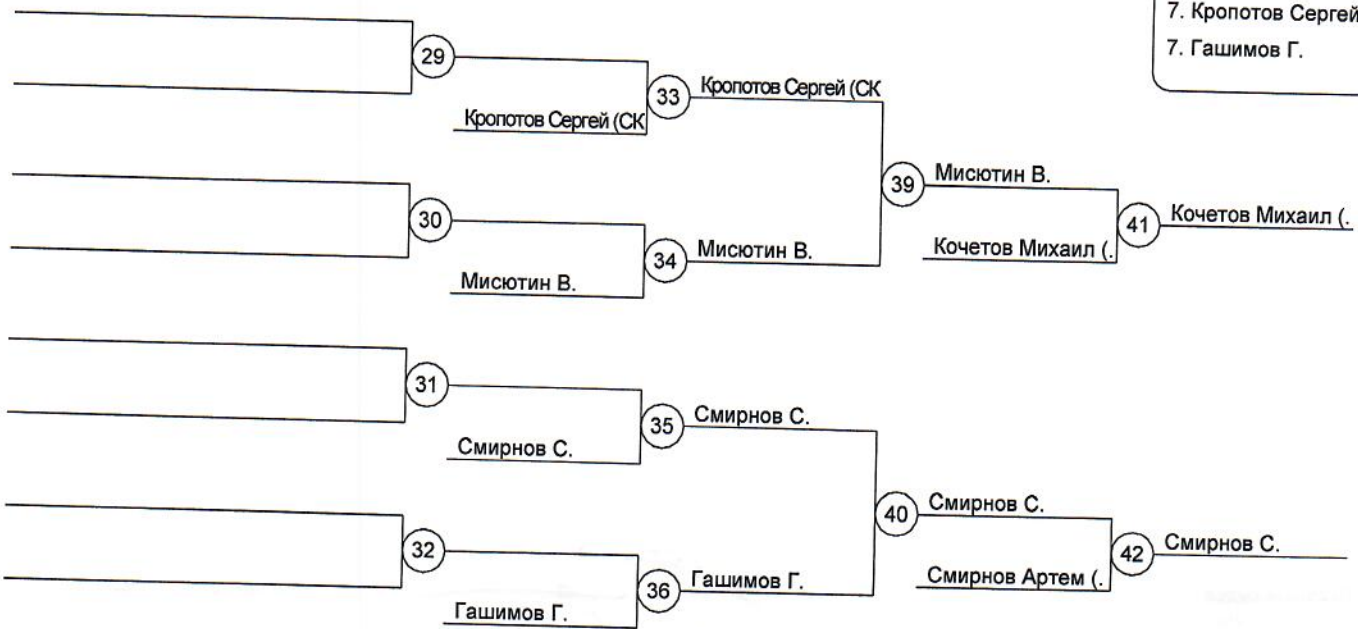 7. Кропотов Сергей
7. Гашимов Г.
29
Кропотов Сергей (СК
33
Кропотов Сергей (СК
39
Мисютин В.
41
Кочетов Михаил (.
Кочетов Михаил (.
30
Мисютин В.
34
Мисютин В.
31
Смирнов С.
35
Смирнов С.
40
Смирнов С.
42
Смирнов С.
Смирнов Артем (.
32
Гашимов Г.
36
Гашимов Г.